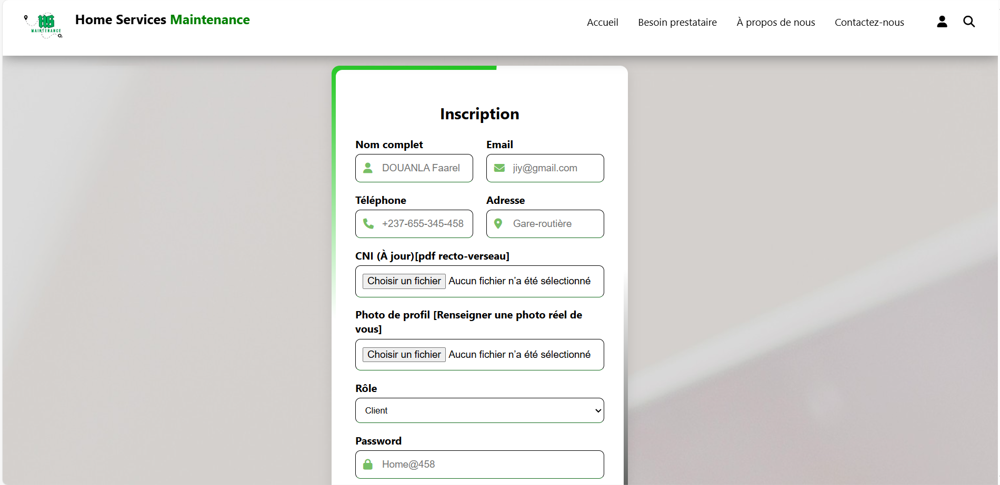 HS
MAINTENANCE
Home Services Maintenance
Accueil Besoin prestataire À propos de nous Contactez-nous
Inscription
Nom complet Email
DOUANLA Faarel jiy@gmail.com
Téléphone Adresse
+237-655-345-458 Gare-routière
CNI (À jour)[pdf recto-verseau]
Choisir un fichier Aucun fichier n’a été sélectionné
Photo de profil [Renseigner une photo réel de
vous]
Choisir un fichier Aucun fichier n’a été sélectionné
Rôle
Client
Password
Home@458